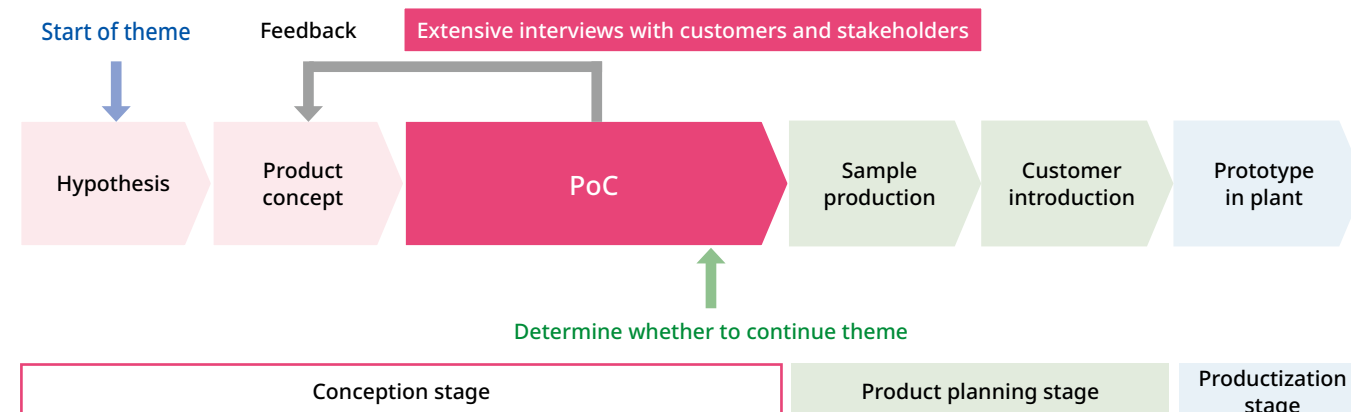 Start of theme
Feedback
Extensive interviews with customers and stakeholders
Hypothesis
Product
concept
PoC
Sample
production
Customer
introduction
Prototype
in plant
Determine whether to continue theme
Conception stage
Product planning stage
Productization
stage